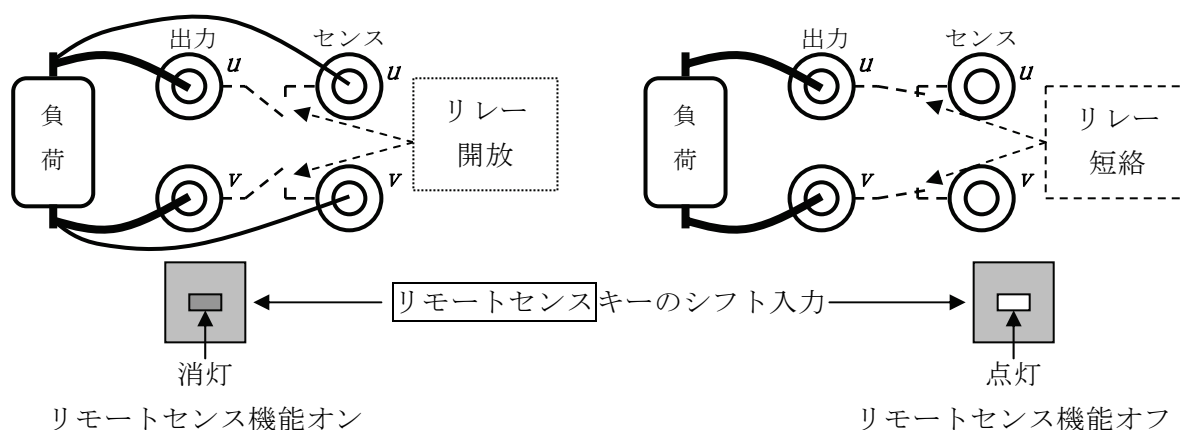 出力 センス
u u
負荷
リレー
開放
v v
出力 センス
u u
負荷
リレー
短絡
v v
リモートセンスキーのシフト入力
消灯
点灯
リモートセンス機能オン
リモートセンス機能オフ